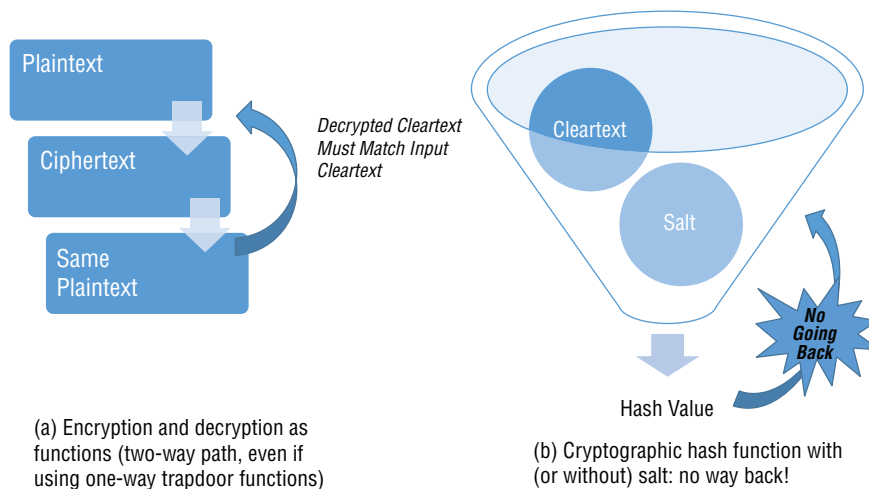 Plaintext
Ciphertext
Same
Plaintext
Decrypted Cleartext
Must Match Input
Cleartext
(a) Encryption and decryption as
functions (two-way path, even if
using one-way trapdoor functions)
Cleartext
Salt
No
Going
Back
Hash Value
(b) Cryptographic hash function with
(or without) salt: no way back!